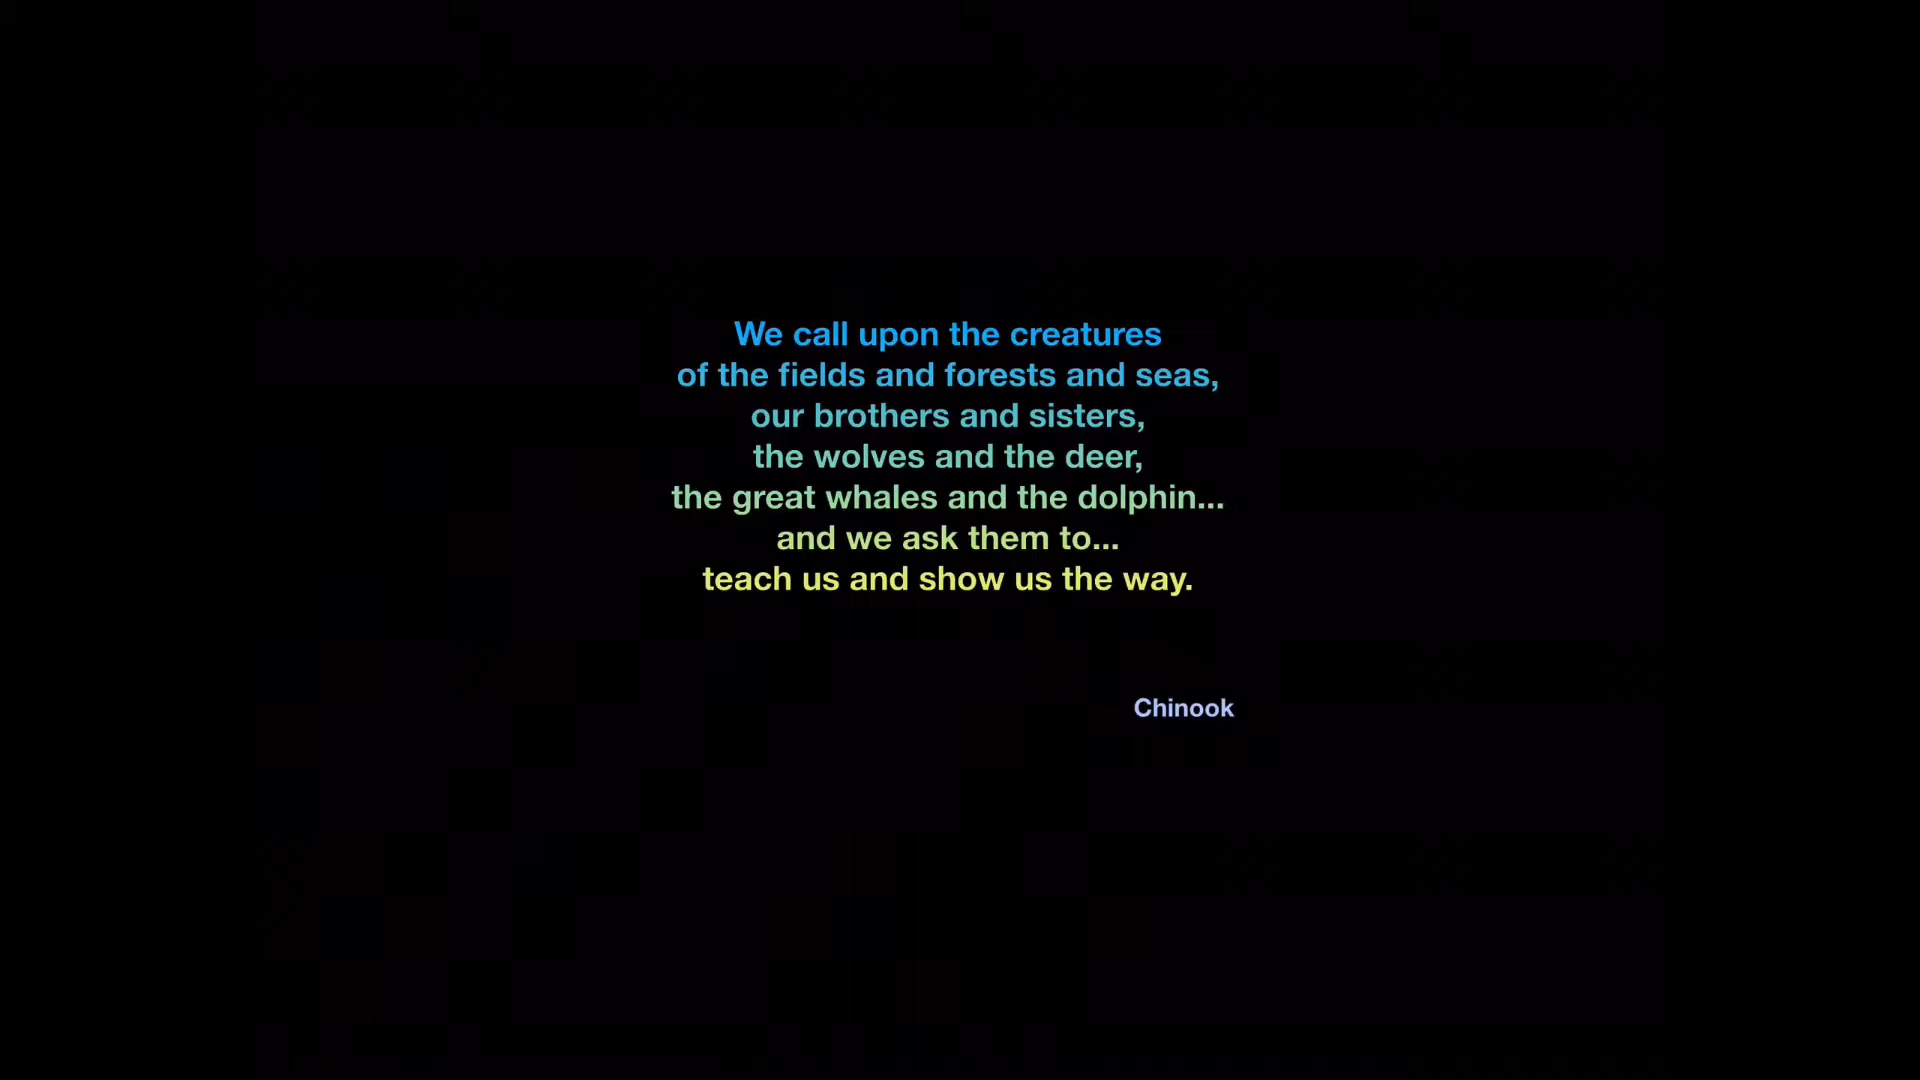 We call upon the creatures
of the fields and forests and seas,
our brothers and sisters,
the wolves and the deer,
the great whales and the dolphin...
and we ask them to...
teach us and show us the way.
Chinook